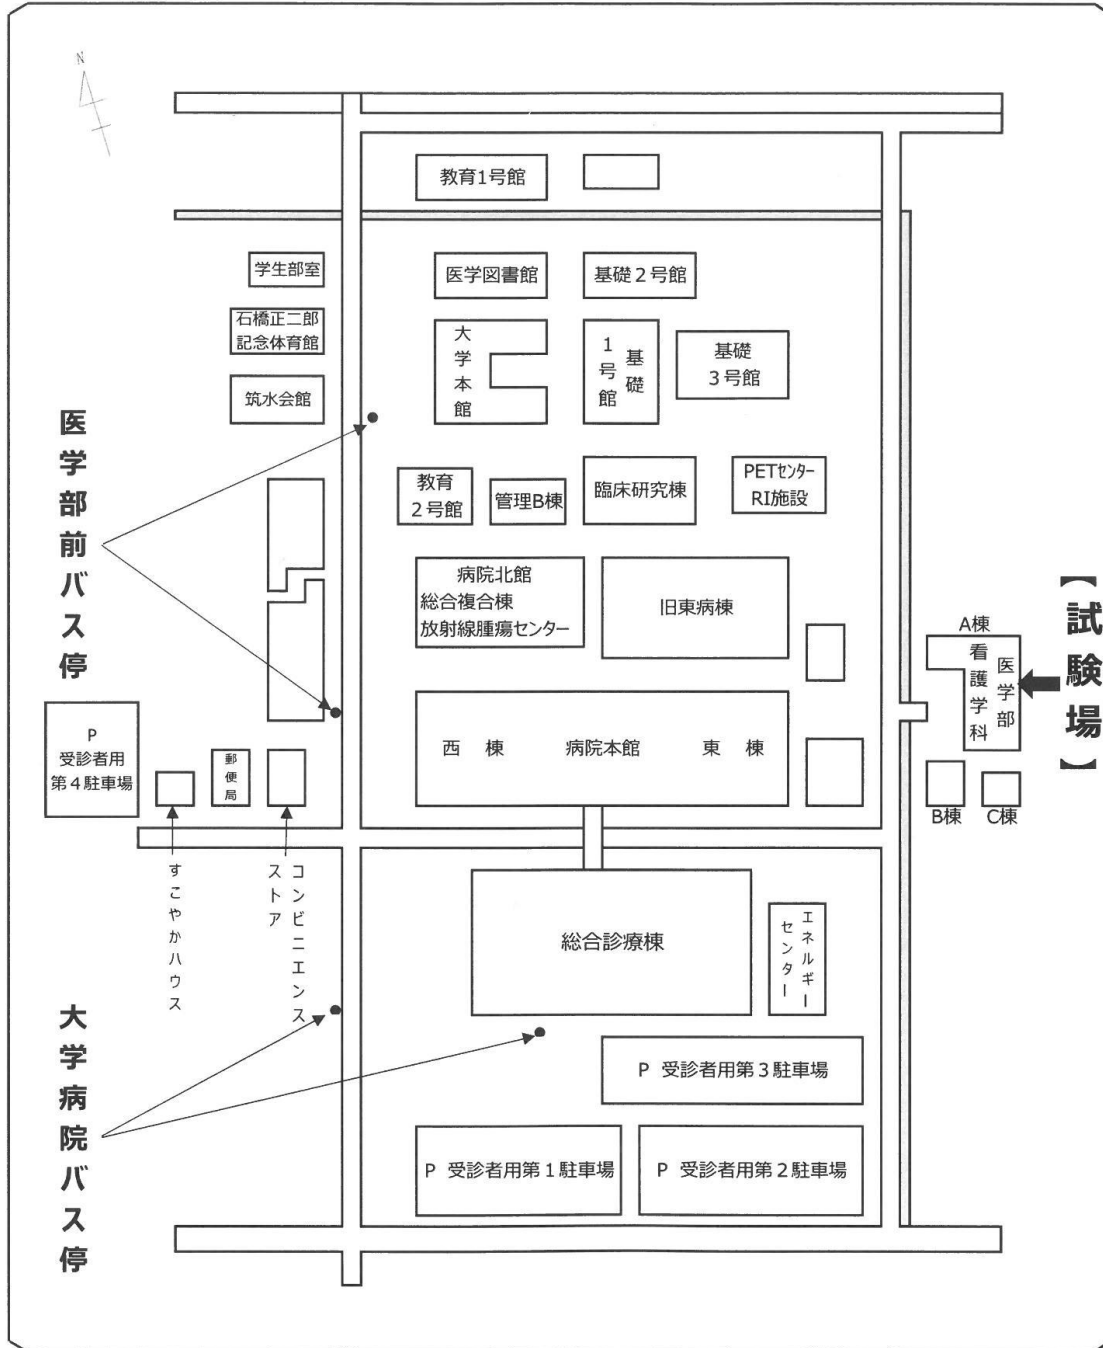 N
教育1号館
学生部室
医学図書館
基礎2号館
石橋正二郎
記念体育館
大学本館
基礎
1号館
基礎
3号館
筑水会館
医学部前バス停
教育
2号館
管理B棟
臨床研究棟
PETセンター
RI施設
病院北館
総合複合棟
放射線腫瘍センター
旧東病棟
【試験場】
A棟
医学部
看護学科
P
受診者用
第4駐車場
郵便局
西 棟 病院本館 東 棟
B棟 C棟
すこやかハウス
コンビニエンス
ストア
総合診療棟
エネルギー
センター
大学病院バス停
P 受診者用第3駐車場
P 受診者用第1駐車場
P 受診者用第2駐車場